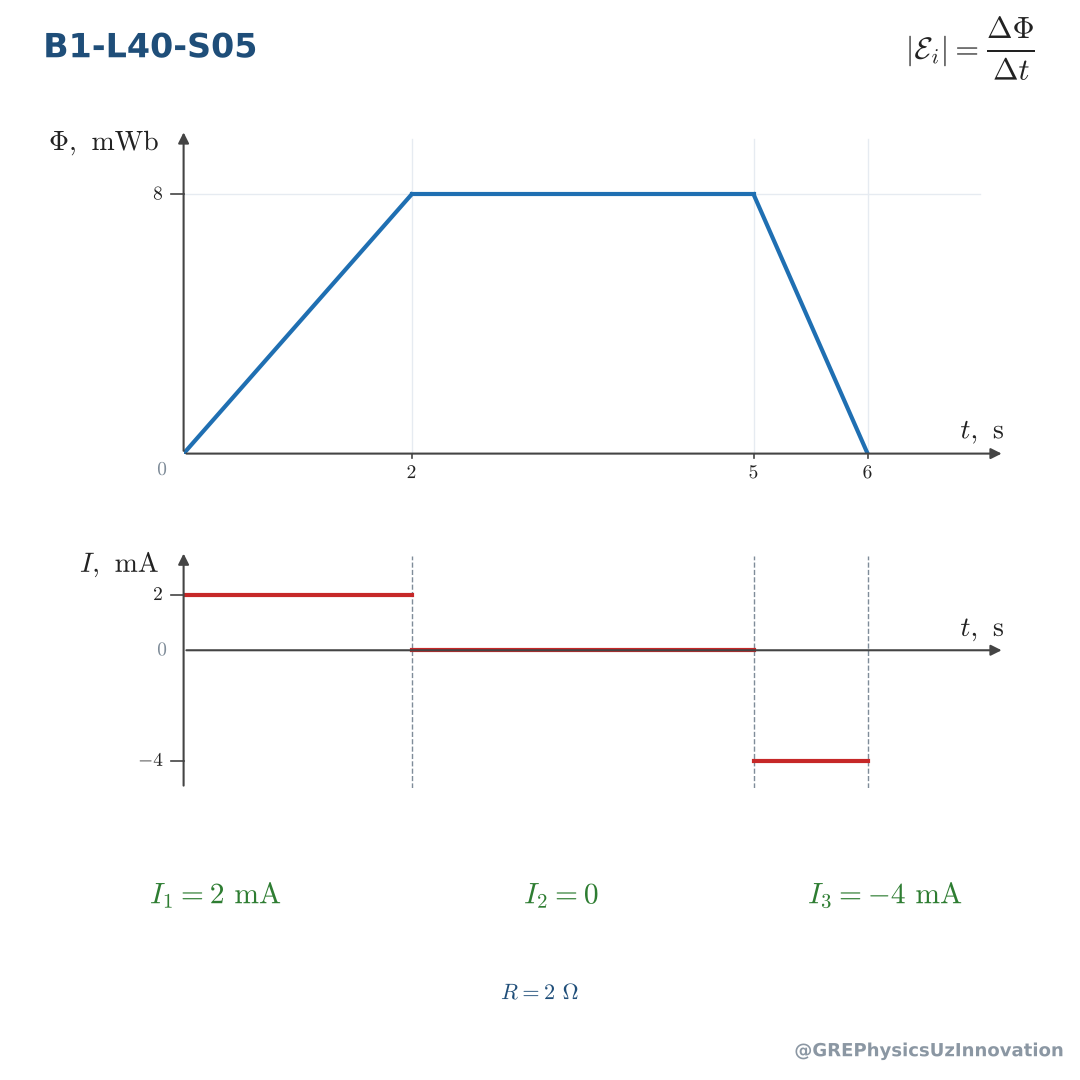 B1-L40-S05
|ℰᵢ| = ΔΦ/Δt
Φ, mWb
8
t, s
0
2 5 6
I, mA
2
t, s
0
−4
I₁ = 2 mA I₂ = 0 I₃ = −4 mA
R = 2 Ω
@GREPhysicsUzInnovation